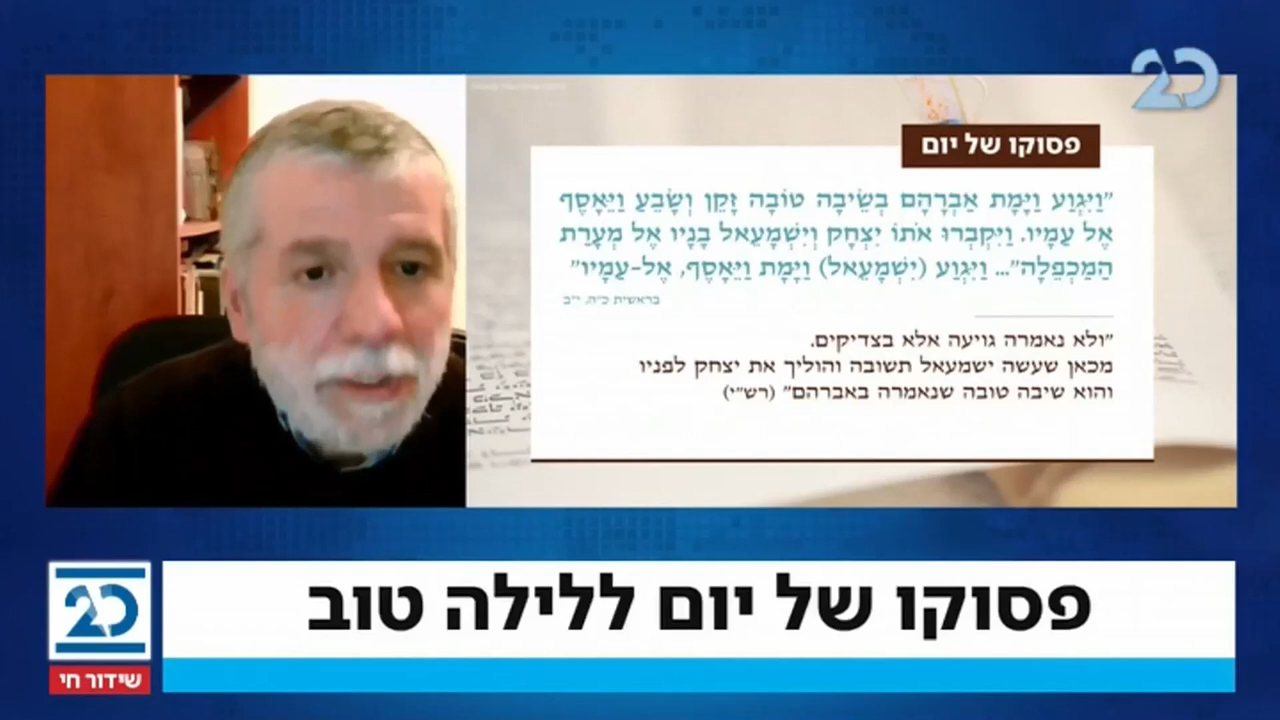 20
פסוקו של יום
"וַיִּגְוַע וַיָּמָת אַבְרָהָם בְּשֵׂיבָה טוֹבָה זָקֵן וְשָׂבֵעַ וַיֵּאָסֶף
אֶל עַמָּיו. וַיִּקְבְּרוּ אֹתוֹ יִצְחָק וְיִשְׁמָעֵאל בָּנָיו אֶל מְעָרַת
הַמַּכְפֵּלָה"... וַיִּגְוַע (יִשְׁמָעֵאל) וַיָּמָת וַיֵּאָסֶף, אֶל-עַמָּיו"
בראשית כ"ה, י"ב
"ולא נאמרה גויעה אלא בצדיקים.
מכאן שעשה ישמעאל תשובה והוליך את יצחק לפניו
והוא שיבה טובה שנאמרה באברהם" (רש"י)
פסוקו של יום ללילה טוב
20
שידור חי